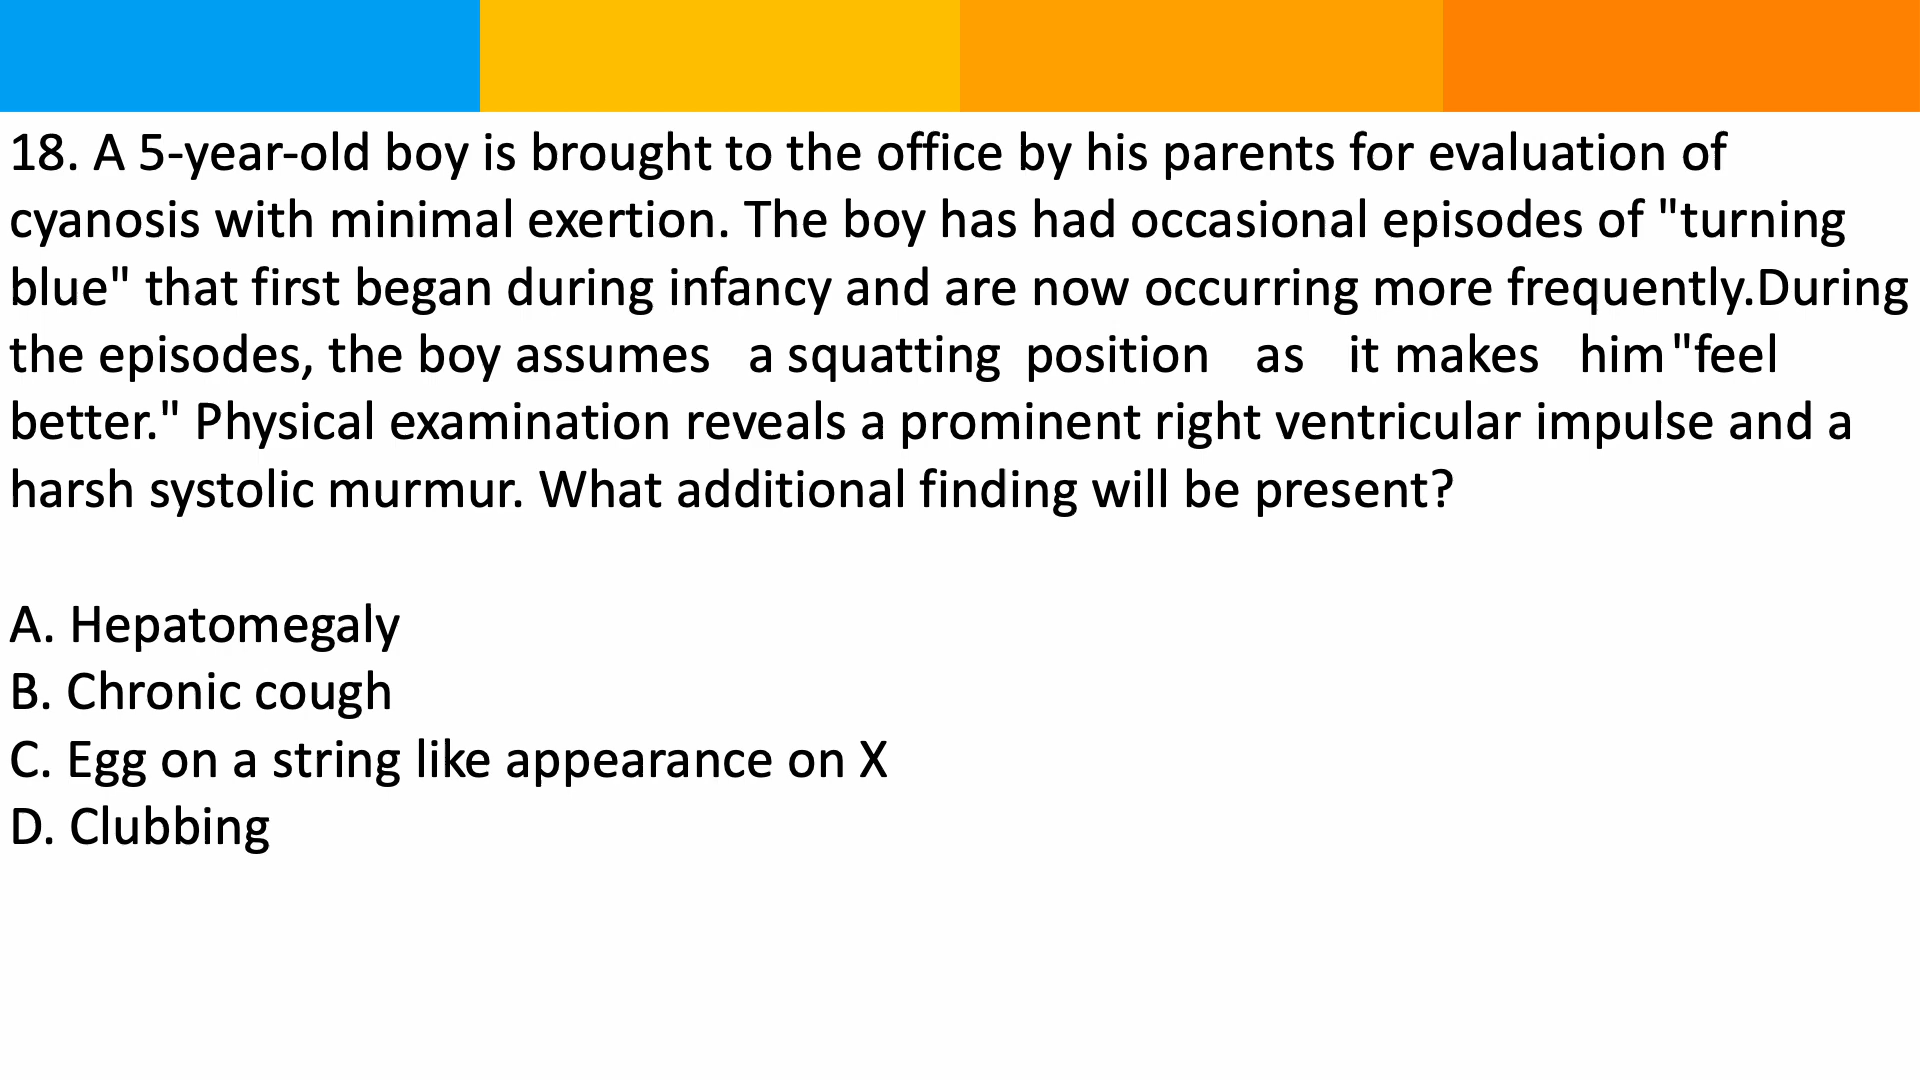 18. A 5-year-old boy is brought to the office by his parents for evaluation of
cyanosis with minimal exertion. The boy has had occasional episodes of "turning
blue" that first began during infancy and are now occurring more frequently.During
the episodes, the boy assumes a squatting position as it makes him "feel
better." Physical examination reveals a prominent right ventricular impulse and a
harsh systolic murmur. What additional finding will be present?
A. Hepatomegaly
B. Chronic cough
C. Egg on a string like appearance on X
D. Clubbing